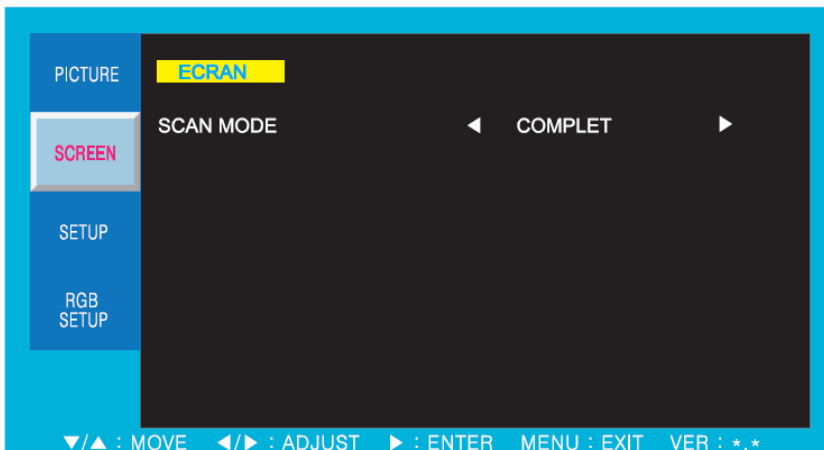 PICTURE
SCREEN
SETUP
RGB
SETUP
ECRAN
SCAN MODE ◀ COMPLET ▶
▼/▲ : MOVE ◀/▶ : ADJUST ▶ : ENTER MENU : EXIT VER : *.*